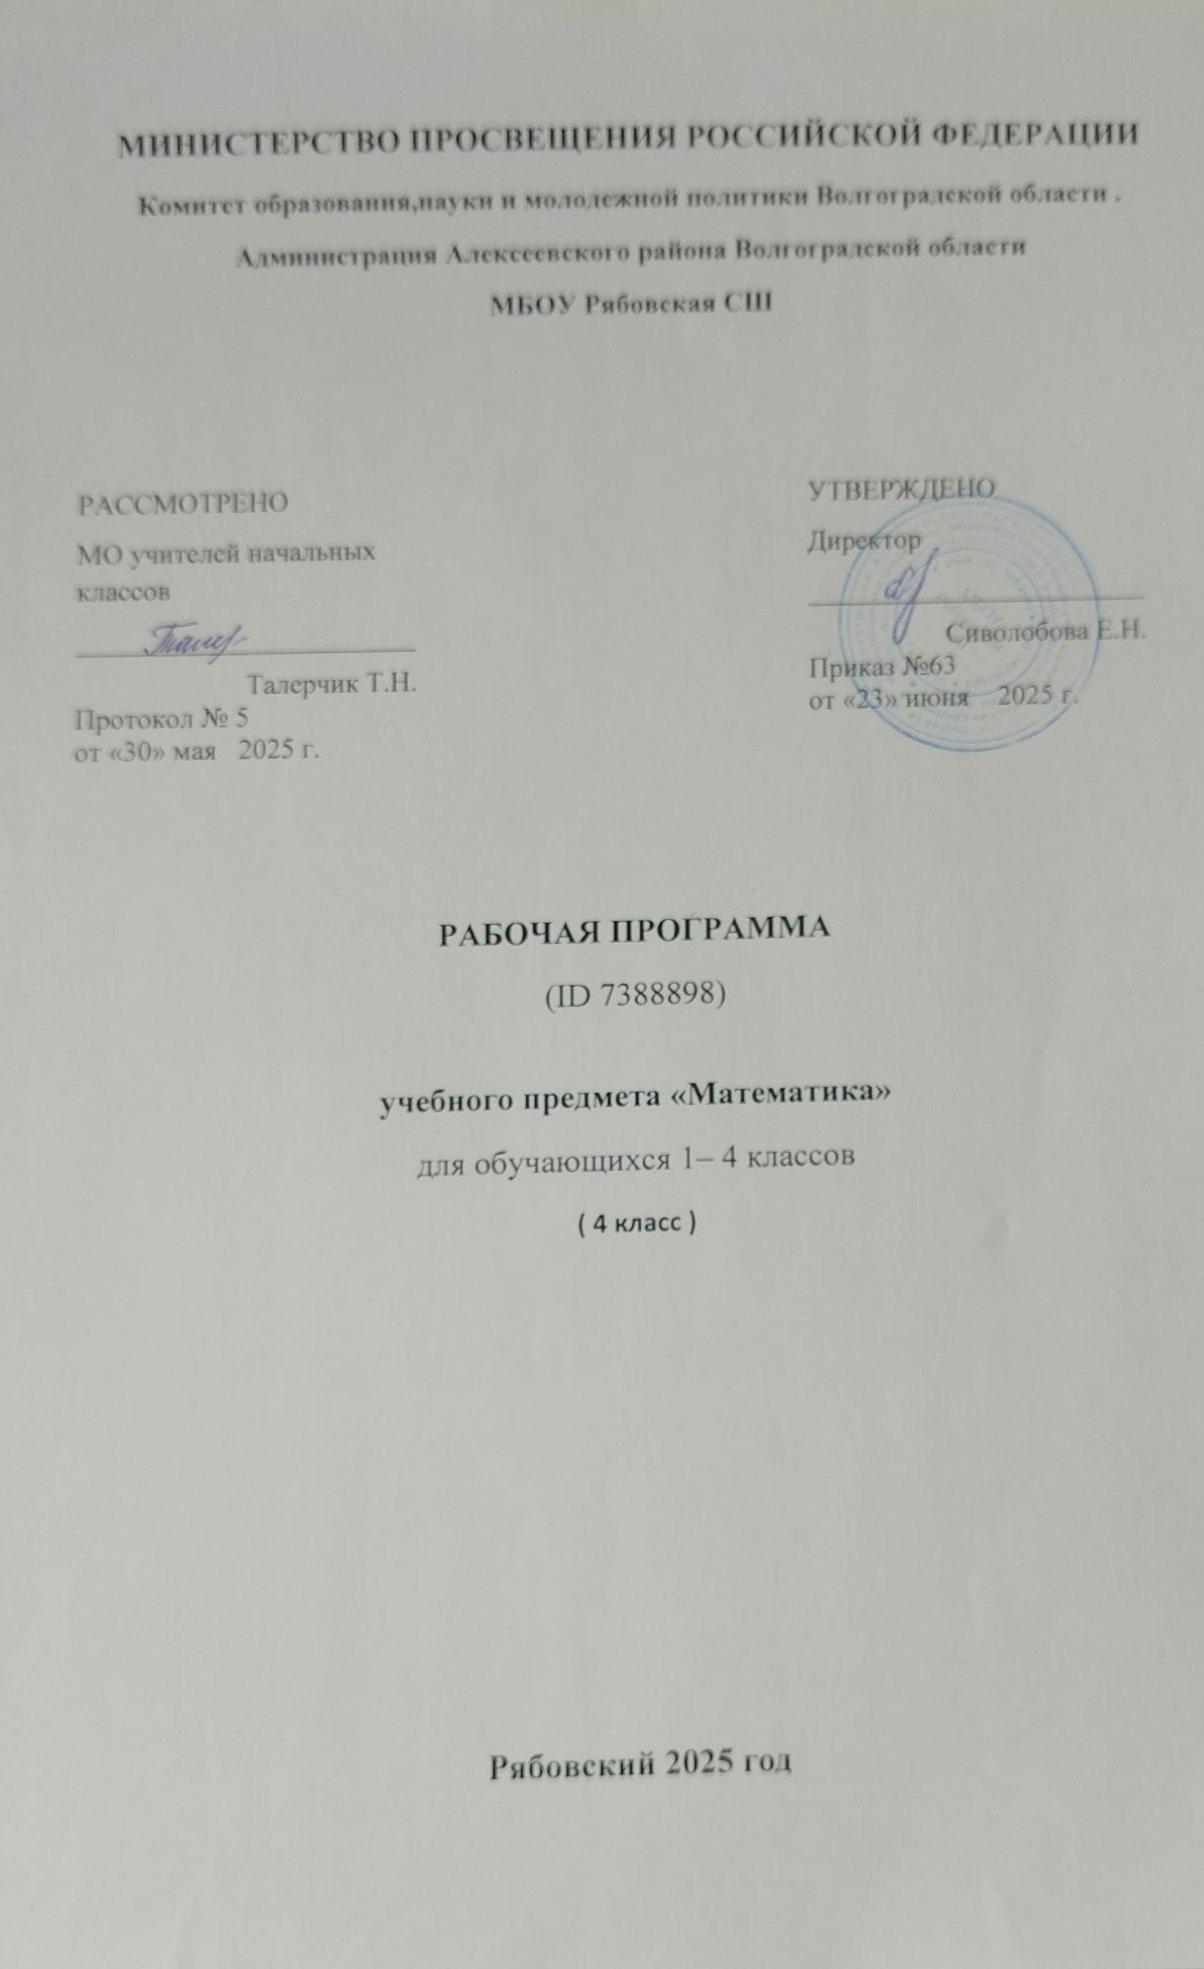 МИНИСТЕРСТВО ПРОСВЕЩЕНИЯ РОССИЙСКОЙ ФЕДЕРАЦИИ
Комитет образования,науки и молодежной политики Волгоградской области .
Администрация Алексеевского района Волгоградской области
МБОУ Рябовская СШ
РАССМОТРЕНО
МО учителей начальных
классов
Талерчик Т.Н.
Протокол № 5
от «30» мая 2025 г.
УТВЕРЖДЕНО
Директор
Сиволобова Е.Н.
Приказ №63
от «23» июня 2025 г.
РАБОЧАЯ ПРОГРАММА
(ID 7388898)
учебного предмета «Математика»
для обучающихся 1– 4 классов
( 4 класс )
Рябовский 2025 год